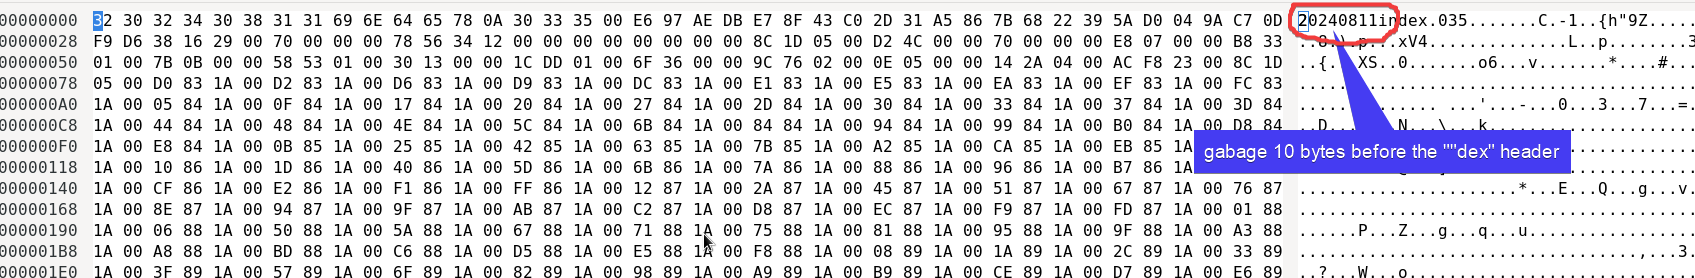 00000000 32 30 32 34 30 38 31 31 69 6E 64 65 78 0A 30 33 35 00 E6 97 AE DB E7 8F 43 C0 2D 31 A5 86 7B 68 22 39 5A D0 04 9A C7 0D 20240811index.035.......C.-1..{h"9Z.....
00000028 F9 D6 38 16 29 00 70 00 00 00 78 56 34 12 00 00 00 00 00 00 00 00 8C 1D 05 00 D2 4C 00 00 70 00 00 00 E8 07 00 00 B8 33 ..8.).p...xV4..............L..p........3
00000050 01 00 7B 0B 00 00 58 53 01 00 30 13 00 00 1C DD 01 00 6F 36 00 00 9C 76 02 00 0E 05 00 00 14 2A 04 00 AC F8 23 00 8C 1D ..{...XS..0.......o6...v.......*....#...
00000078 05 00 D0 83 1A 00 D2 83 1A 00 D6 83 1A 00 D9 83 1A 00 DC 83 1A 00 E1 83 1A 00 E5 83 1A 00 EA 83 1A 00 EF 83 1A 00 FC 83
000000A0 1A 00 05 84 1A 00 0F 84 1A 00 17 84 1A 00 20 84 1A 00 27 84 1A 00 2D 84 1A 00 30 84 1A 00 33 84 1A 00 37 84 1A 00 3D 84 .............. ...'...-...0...3...7...=.
000000C8 1A 00 44 84 1A 00 48 84 1A 00 4E 84 1A 00 5C 84 1A 00 6B 84 1A 00 84 84 1A 00 94 84 1A 00 99 84 1A 00 B0 84 1A 00 D8 84 ..D. N...\...k...................
000000F0 1A 00 E8 84 1A 00 0B 85 1A 00 25 85 1A 00 42 85 1A 00 63 85 1A 00 7B 85 1A 00 A2 85 1A 00 CA 85 1A 00 EB 85 1A
gabage 10 bytes before the ""dex" header
00000118 1A 00 10 86 1A 00 1D 86 1A 00 40 86 1A 00 5D 86 1A 00 6B 86 1A 00 7A 86 1A 00 88 86 1A 00 96 86 1A 00 B7 86 1A
00000140 1A 00 CF 86 1A 00 E2 86 1A 00 F1 86 1A 00 FF 86 1A 00 12 87 1A 00 2A 87 1A 00 45 87 1A 00 51 87 1A 00 67 87 1A 00 76 87 ......................*...E...Q...g...v.
00000168 1A 00 8E 87 1A 00 94 87 1A 00 9F 87 1A 00 AB 87 1A 00 C2 87 1A 00 D8 87 1A 00 EC 87 1A 00 F9 87 1A 00 FD 87 1A 00 01 88 ........................................
00000190 1A 00 06 88 1A 00 50 88 1A 00 5A 88 1A 00 67 88 1A 00 71 88 1A 00 75 88 1A 00 81 88 1A 00 95 88 1A 00 9F 88 1A 00 A3 88 ......P...Z...g...q...u.................
000001B8 1A 00 A8 88 1A 00 BD 88 1A 00 C6 88 1A 00 D5 88 1A 00 E5 88 1A 00 F8 88 1A 00 08 89 1A 00 1A 89 1A 00 2C 89 1A 00 33 89 ..................................,...3.
000001E0 1A 00 3F 89 1A 00 57 89 1A 00 6F 89 1A 00 82 89 1A 00 98 89 1A 00 A9 89 1A 00 B9 89 1A 00 CE 89 1A 00 D7 89 1A 00 E6 89 ..?...W...o.............................